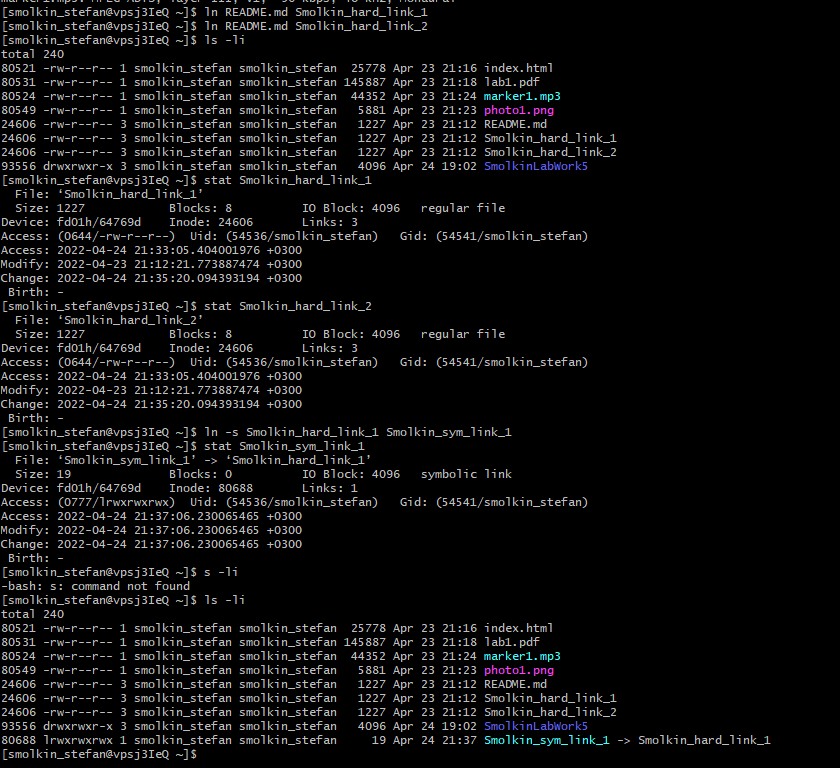 [smolkin_stefan@vpsj3IeQ ~]$ ln README.md Smolkin_hard_link_1
[smolkin_stefan@vpsj3IeQ ~]$ ln README.md Smolkin_hard_link_2
[smolkin_stefan@vpsj3IeQ ~]$ ls -li
total 240
80521 -rw-r--r-- 1 smolkin_stefan smolkin_stefan  25778 Apr 23 21:16 index.html
80531 -rw-r--r-- 1 smolkin_stefan smolkin_stefan 145887 Apr 23 21:18 lab1.pdf
80524 -rw-r--r-- 1 smolkin_stefan smolkin_stefan  44352 Apr 23 21:24 marker1.mp3
80549 -rw-r--r-- 1 smolkin_stefan smolkin_stefan   5881 Apr 23 21:23 photo1.png
24606 -rw-r--r-- 3 smolkin_stefan smolkin_stefan   1227 Apr 23 21:12 README.md
24606 -rw-r--r-- 3 smolkin_stefan smolkin_stefan   1227 Apr 23 21:12 Smolkin_hard_link_1
24606 -rw-r--r-- 3 smolkin_stefan smolkin_stefan   1227 Apr 23 21:12 Smolkin_hard_link_2
93556 drwxrwxr-x 3 smolkin_stefan smolkin_stefan   4096 Apr 24 19:02 SmolkinLabWork5
[smolkin_stefan@vpsj3IeQ ~]$ stat Smolkin_hard_link_1
  File: ‘Smolkin_hard_link_1’
  Size: 1227            Blocks: 8          IO Block: 4096   regular file
Device: fd01h/64769d    Inode: 24606       Links: 3
Access: (0644/-rw-r--r--)  Uid: (54536/smolkin_stefan)   Gid: (54541/smolkin_stefan)
Access: 2022-04-24 21:33:05.404001976 +0300
Modify: 2022-04-23 21:12:21.773887474 +0300
Change: 2022-04-24 21:35:20.094393194 +0300
 Birth: -
[smolkin_stefan@vpsj3IeQ ~]$ stat Smolkin_hard_link_2
  File: ‘Smolkin_hard_link_2’
  Size: 1227            Blocks: 8          IO Block: 4096   regular file
Device: fd01h/64769d    Inode: 24606       Links: 3
Access: (0644/-rw-r--r--)  Uid: (54536/smolkin_stefan)   Gid: (54541/smolkin_stefan)
Access: 2022-04-24 21:33:05.404001976 +0300
Modify: 2022-04-23 21:12:21.773887474 +0300
Change: 2022-04-24 21:35:20.094393194 +0300
 Birth: -
[smolkin_stefan@vpsj3IeQ ~]$ ln -s Smolkin_hard_link_1 Smolkin_sym_link_1
[smolkin_stefan@vpsj3IeQ ~]$ stat Smolkin_sym_link_1
  File: ‘Smolkin_sym_link_1’ -> ‘Smolkin_hard_link_1’
  Size: 19              Blocks: 0          IO Block: 4096   symbolic link
Device: fd01h/64769d    Inode: 80688       Links: 1
Access: (0777/lrwxrwxrwx)  Uid: (54536/smolkin_stefan)   Gid: (54541/smolkin_stefan)
Access: 2022-04-24 21:37:06.230065465 +0300
Modify: 2022-04-24 21:37:06.230065465 +0300
Change: 2022-04-24 21:37:06.230065465 +0300
 Birth: -
[smolkin_stefan@vpsj3IeQ ~]$ s -li
-bash: s: command not found
[smolkin_stefan@vpsj3IeQ ~]$ ls -li
total 240
80521 -rw-r--r-- 1 smolkin_stefan smolkin_stefan  25778 Apr 23 21:16 index.html
80531 -rw-r--r-- 1 smolkin_stefan smolkin_stefan 145887 Apr 23 21:18 lab1.pdf
80524 -rw-r--r-- 1 smolkin_stefan smolkin_stefan  44352 Apr 23 21:24 marker1.mp3
80549 -rw-r--r-- 1 smolkin_stefan smolkin_stefan   5881 Apr 23 21:23 photo1.png
24606 -rw-r--r-- 3 smolkin_stefan smolkin_stefan   1227 Apr 23 21:12 README.md
24606 -rw-r--r-- 3 smolkin_stefan smolkin_stefan   1227 Apr 23 21:12 Smolkin_hard_link_1
24606 -rw-r--r-- 3 smolkin_stefan smolkin_stefan   1227 Apr 23 21:12 Smolkin_hard_link_2
93556 drwxrwxr-x 3 smolkin_stefan smolkin_stefan   4096 Apr 24 19:02 SmolkinLabWork5
80688 lrwxrwxrwx 1 smolkin_stefan smolkin_stefan     19 Apr 24 21:37 Smolkin_sym_link_1 -> Smolkin_hard_link_1
[smolkin_stefan@vpsj3IeQ ~]$